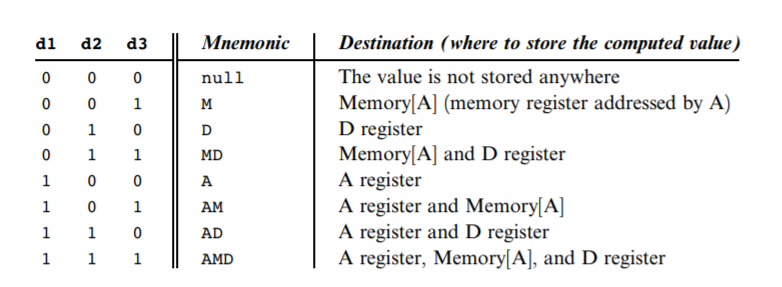 d1 d2 d3 Mnemonic Destination (where to store the computed value)
0 0 0 null The value is not stored anywhere
0 0 1 M Memory[A] (memory register addressed by A)
0 1 0 D D register
0 1 1 MD Memory[A] and D register
1 0 0 A A register
1 0 1 AM A register and Memory[A]
1 1 0 AD A register and D register
1 1 1 AMD A register, Memory[A], and D register